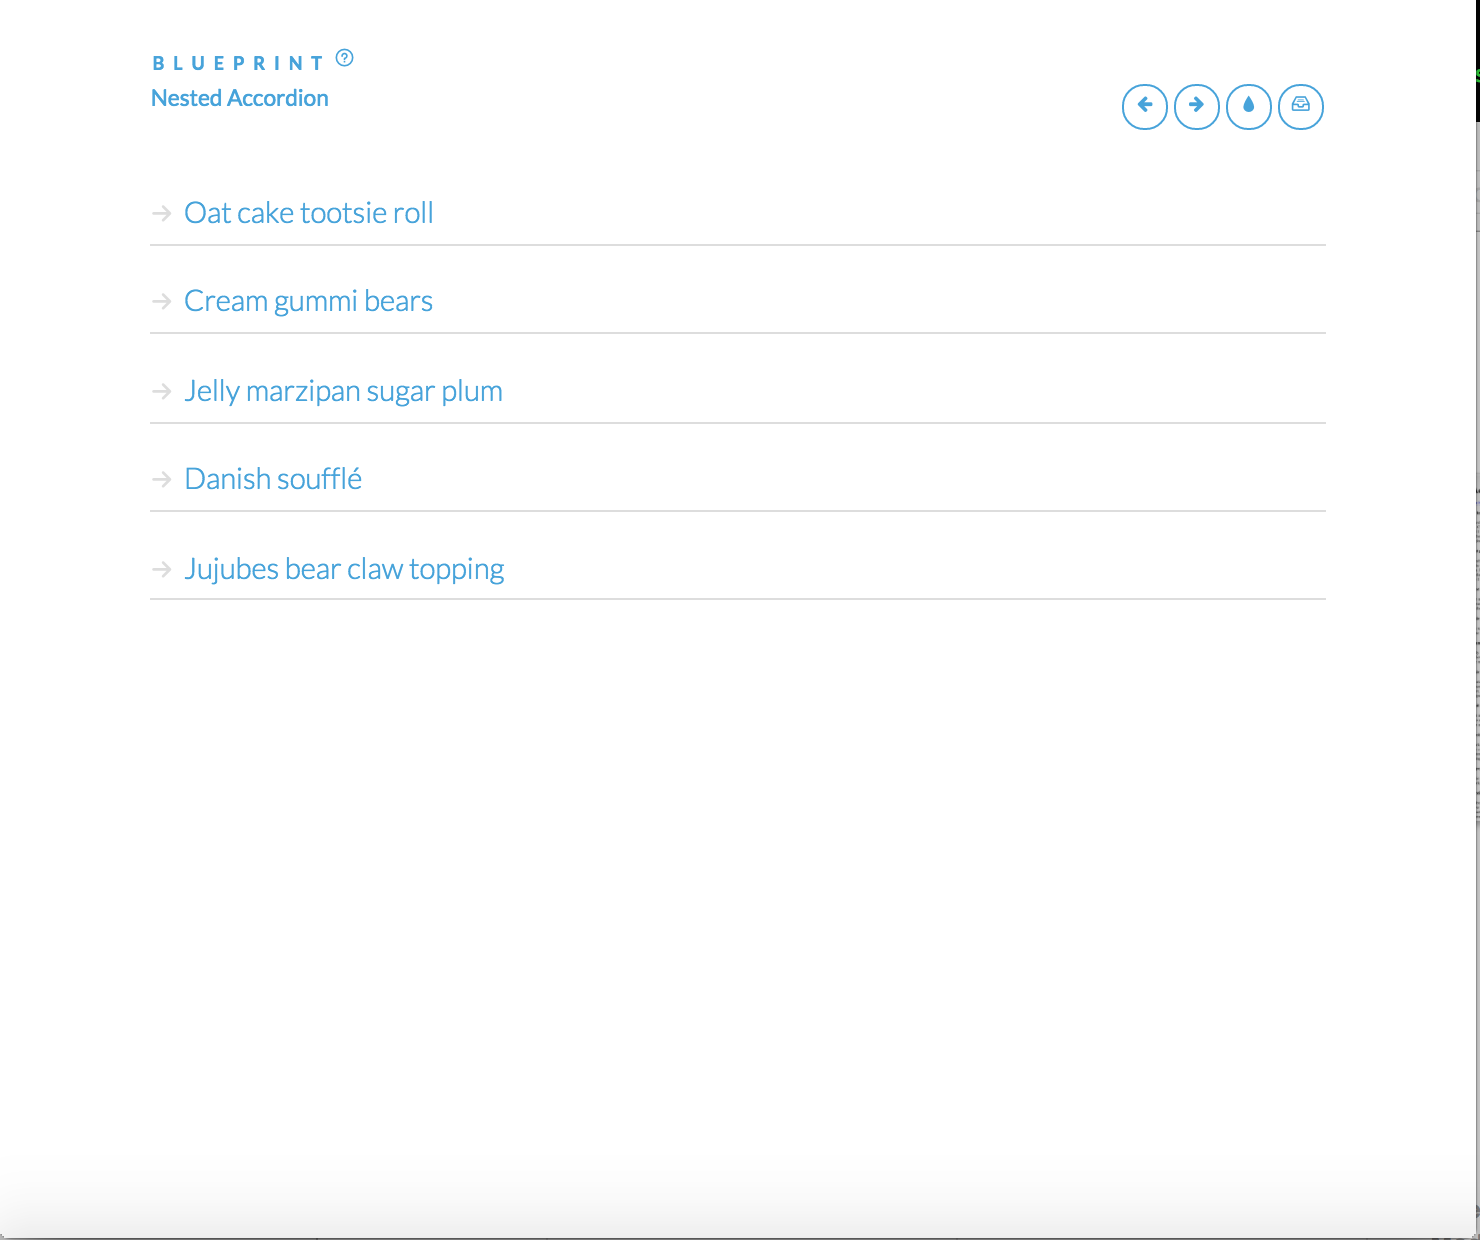 BLUEPRINT
Nested Accordion
Oat cake tootsie roll
Cream gummi bears
Jelly marzipan sugar plum
Danish soufflé
Jujubes bear claw topping